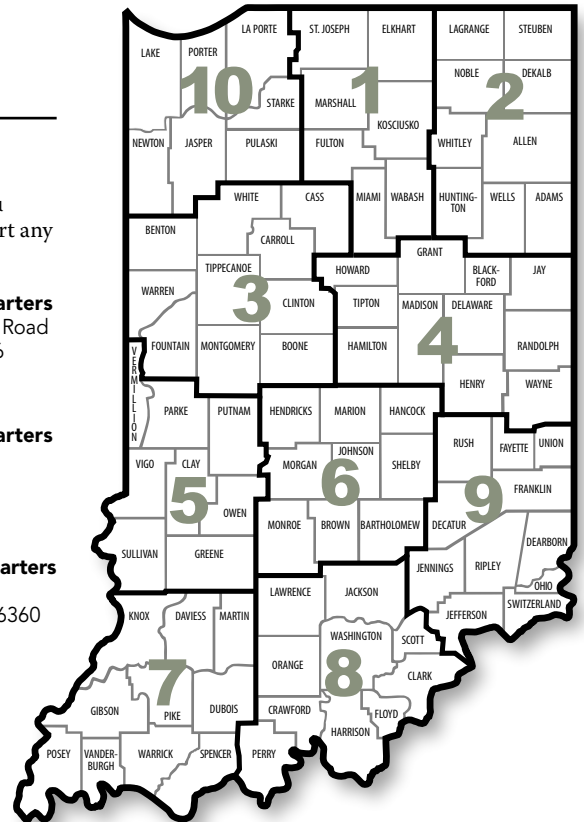 u
rt any
arters
Road
6
arters
arters
6360
LAKE
PORTER
LA PORTE
ST. JOSEPH
ELKHART
LAGRANGE
STEUBEN
10
STARKE
NEWTON
JASPER
PULASKI
1
MARSHALL
KOSCIUSKO
FULTON
MIAMI
WABASH
2
NOBLE
DEKALB
WHITLEY
ALLEN
HUNTING-
TON
WELLS
ADAMS
WHITE
CASS
BENTON
CARROLL
TIPPECANOE
WARREN
3
CLINTON
FOUNTAIN
MONTGOMERY
BOONE
GRANT
HOWARD
BLACK-
FORD
JAY
TIPTON
MADISON
DELAWARE
4
HAMILTON
RANDOLPH
HENRY
WAYNE
VERMILLION
PARKE
PUTNAM
VIGO
CLAY
5
OWEN
SULLIVAN
GREENE
HENDRICKS
MARION
HANCOCK
MORGAN
JOHNSON
6
SHELBY
MONROE
BROWN
BARTHOLOMEW
RUSH
FAYETTE
UNION
9
FRANKLIN
DECATUR
DEARBORN
JENNINGS
RIPLEY
OHIO
SWITZERLAND
JEFFERSON
KNOX
DAVIESS
MARTIN
7
GIBSON
PIKE
DUBOIS
POSEY
VANDER-
BURGH
WARRICK
SPENCER
LAWRENCE
JACKSON
WASHINGTON
SCOTT
ORANGE
8
CLARK
CRAWFORD
FLOYD
HARRISON
PERRY